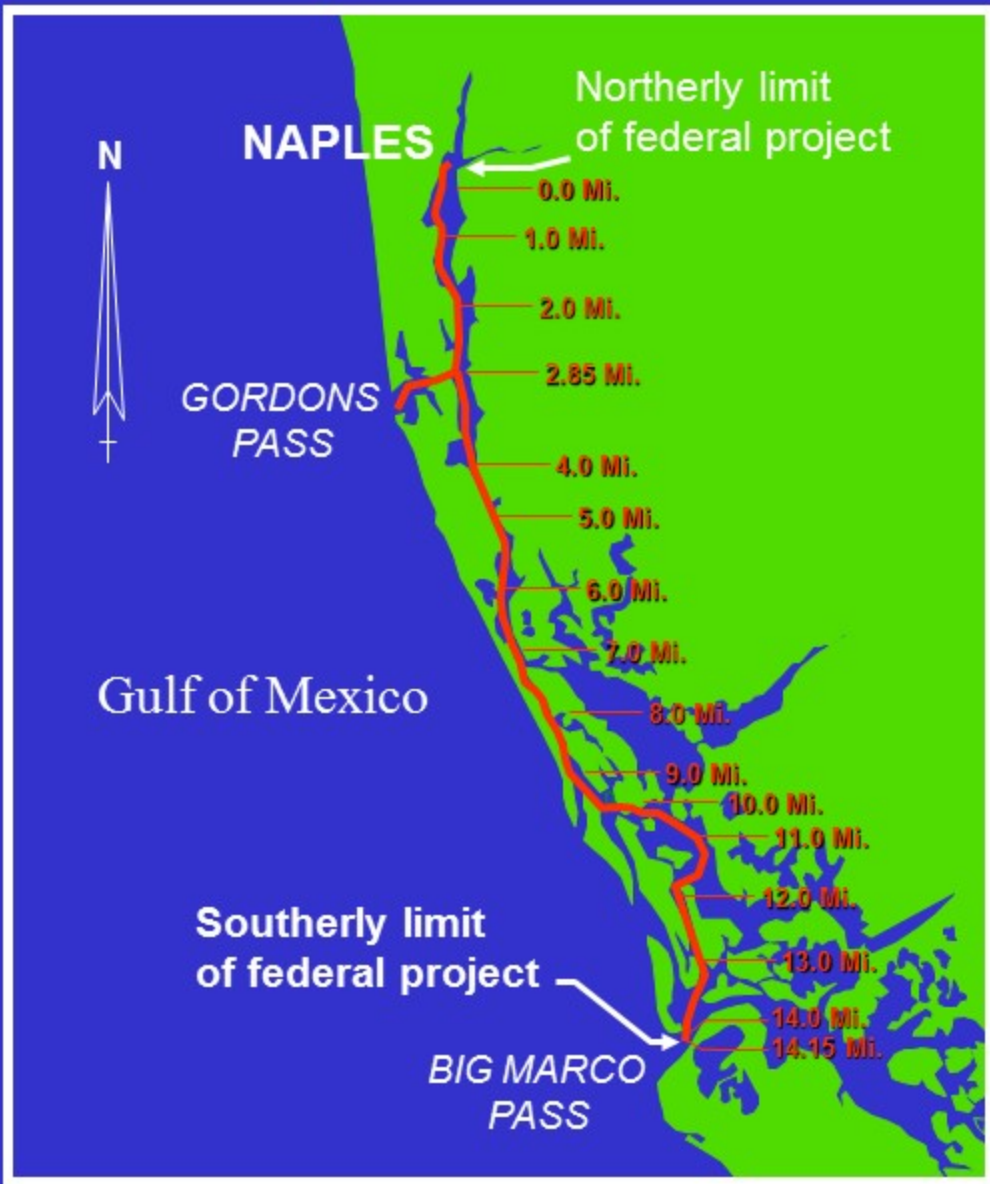 Northerly limit
of federal project
NAPLES
N
0.0 Mi.
1.0 Mi.
2.0 Mi.
2.85 Mi.
GORDONS
PASS
4.0 Mi.
5.0 Mi.
6.0 Mi.
7.0 Mi.
Gulf of Mexico
8.0 Mi.
9.0 Mi.
10.0 Mi.
11.0 Mi.
12.0 Mi.
Southerly limit
of federal project
13.0 Mi.
14.0 Mi.
14.15 Mi.
BIG MARCO
PASS